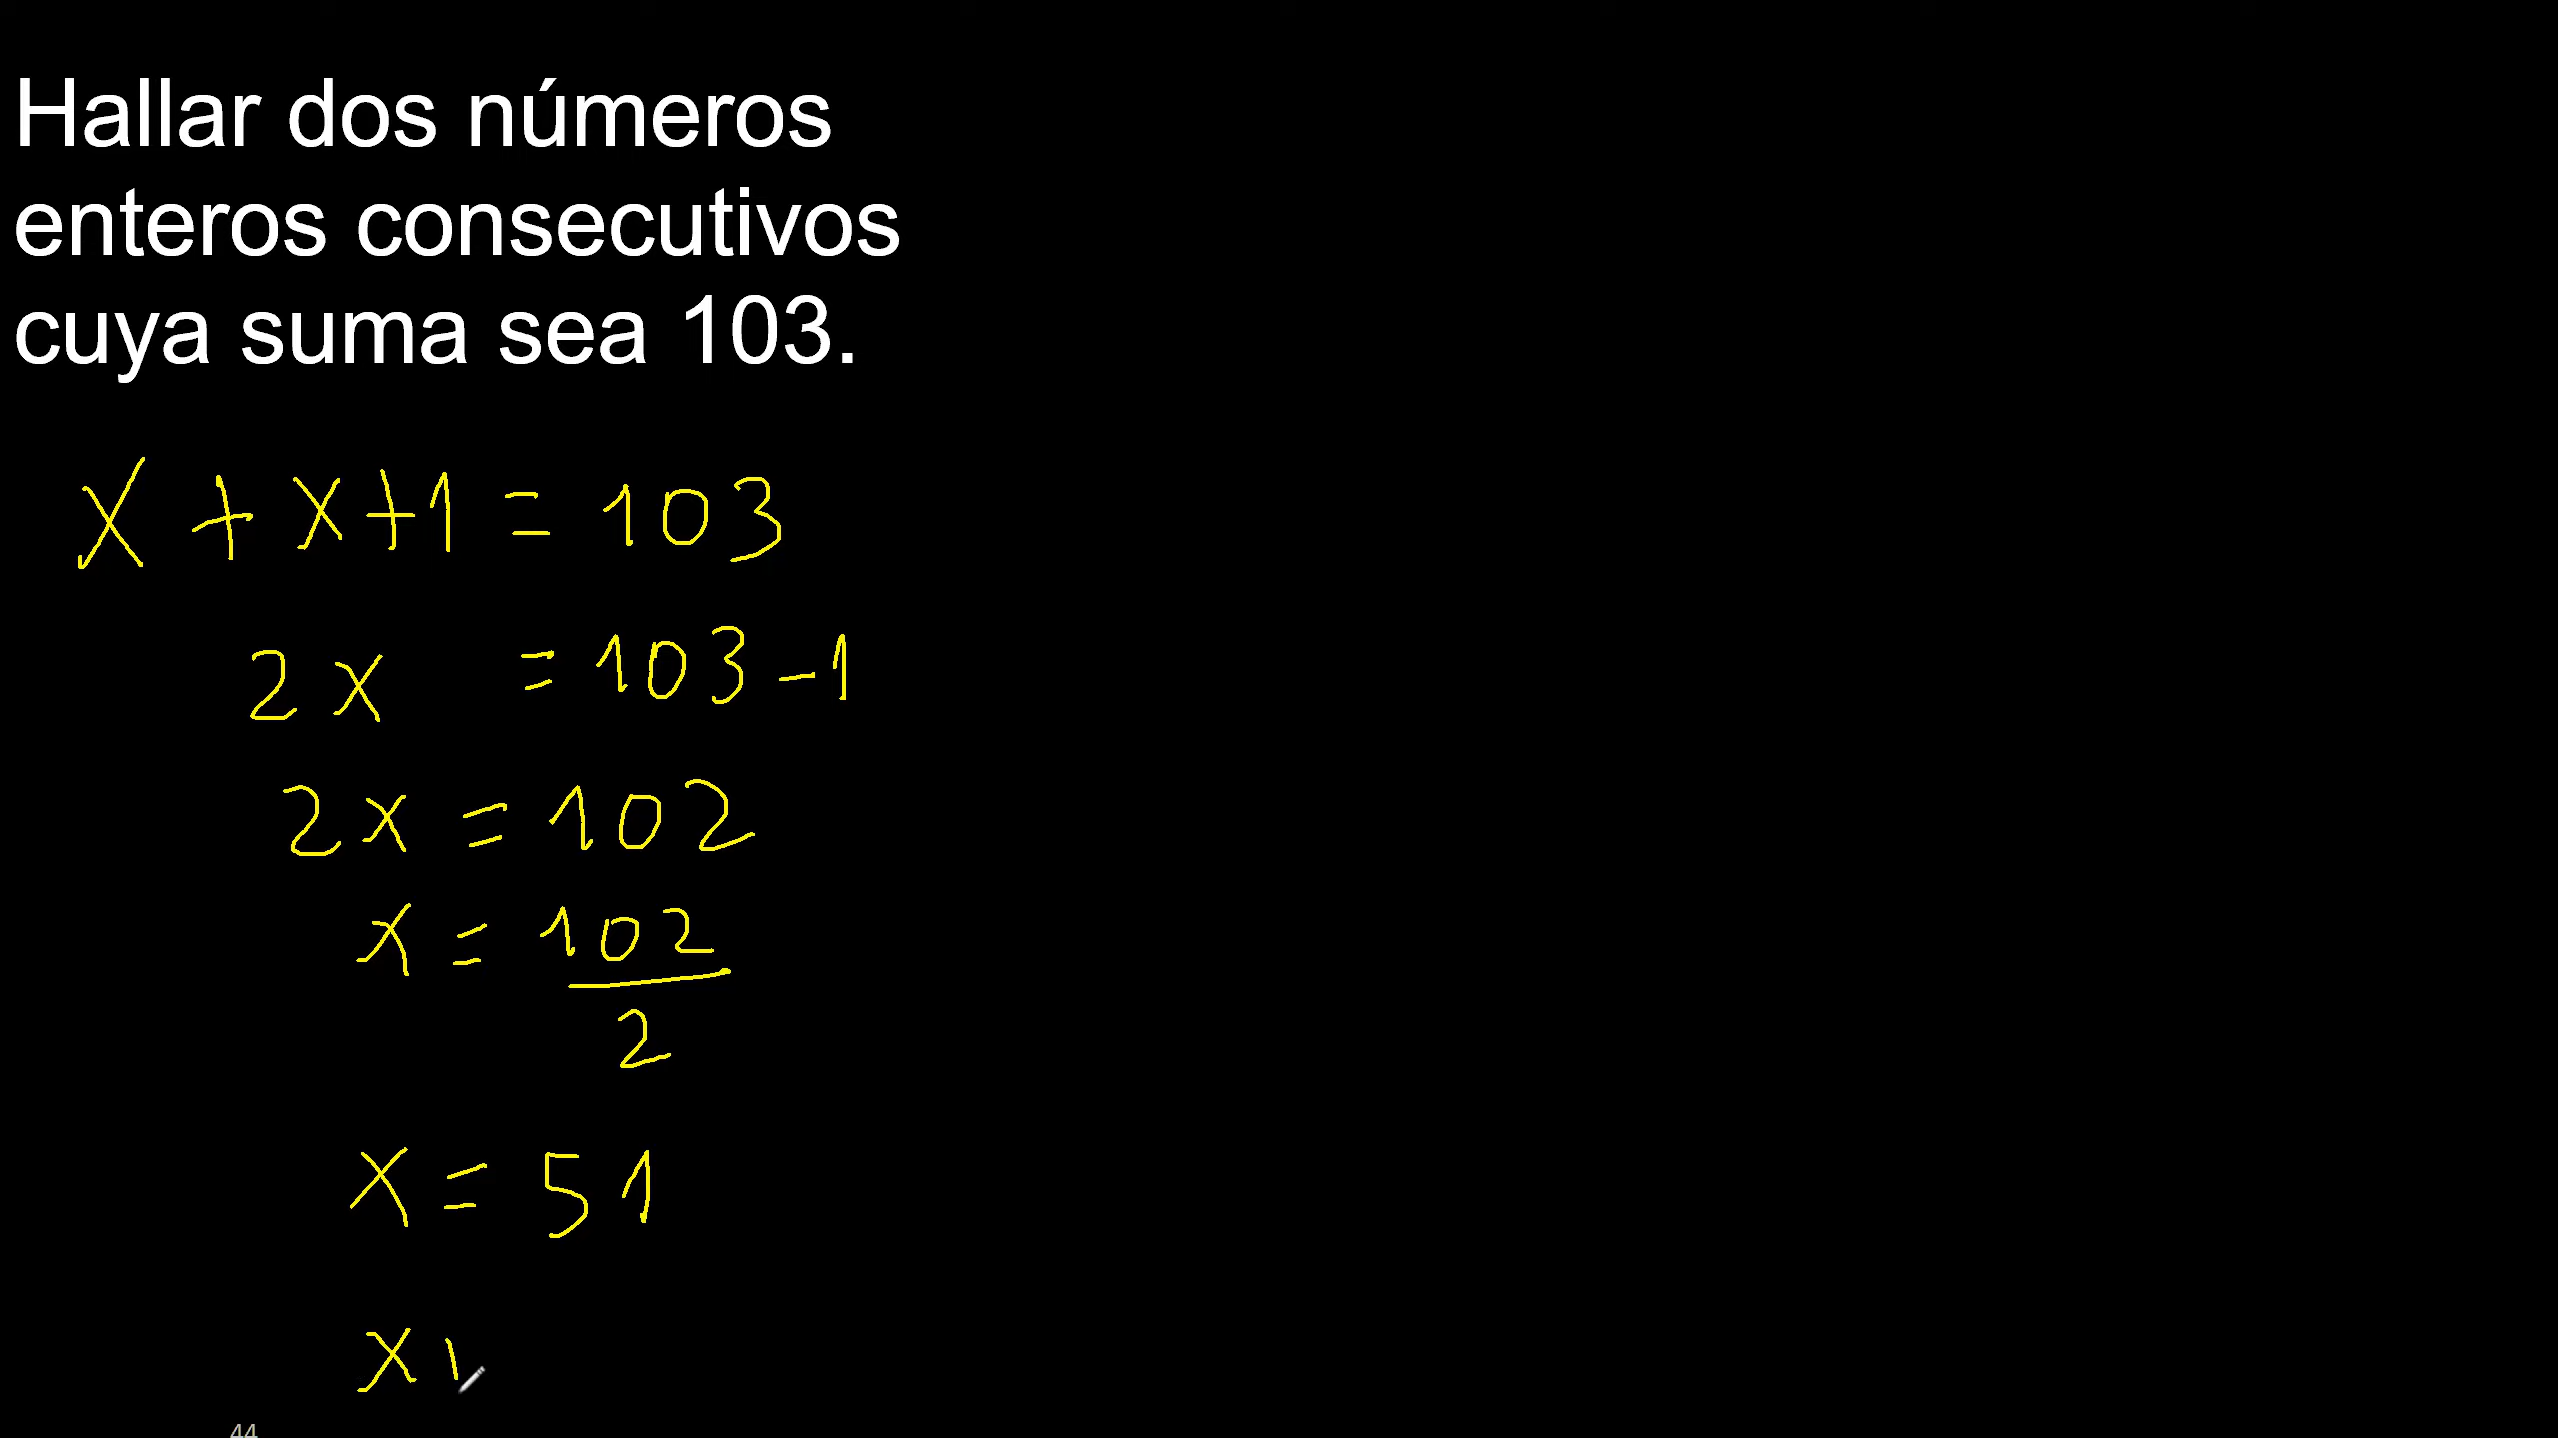 Hallar dos números
enteros consecutivos
cuya suma sea 103.
x + x+1 = 103
2x = 103-1
2x = 102
x = 102
2
x = 51
x
44